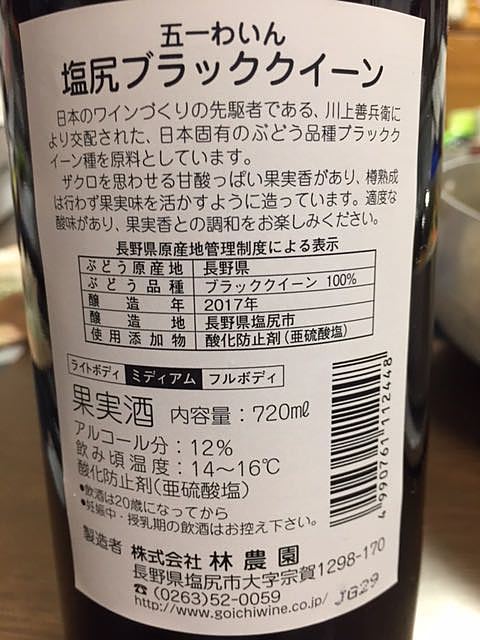 五一わいん
塩尻ブラッククイーン
日本のワインづくりの先駆者である、川上善兵衛に
より交配された、日本固有のぶどう品種ブラックク
イーン種を原料としています。
ザクロを思わせる甘酸っぱい果実香があり、樽熟成
は行わず果実味を活かすように造っています。適度な
酸味があり、果実香との調和をお楽しみください。
長野県原産地管理制度による表示
ぶどう原産地 長野県
ぶどう品種 ブラッククイーン 100%
醸造年 2017年
醸造地 長野県塩尻市
使用添加物 酸化防止剤(亜硫酸塩)
ライトボディ ミディアム フルボディ
果実酒 内容量:720㎖
アルコール分:12%
飲み頃温度:14〜16℃
酸化防止剤(亜硫酸塩)
●飲酒は20歳になってから
●妊娠中・授乳期の飲酒はお控え下さい。
4 990761 112448
製造者 株式会社 林農園
長野県塩尻市大字宗賀1298-170
☎(0263)52-0059
http://www.goichiwine.co.jp/ JG29